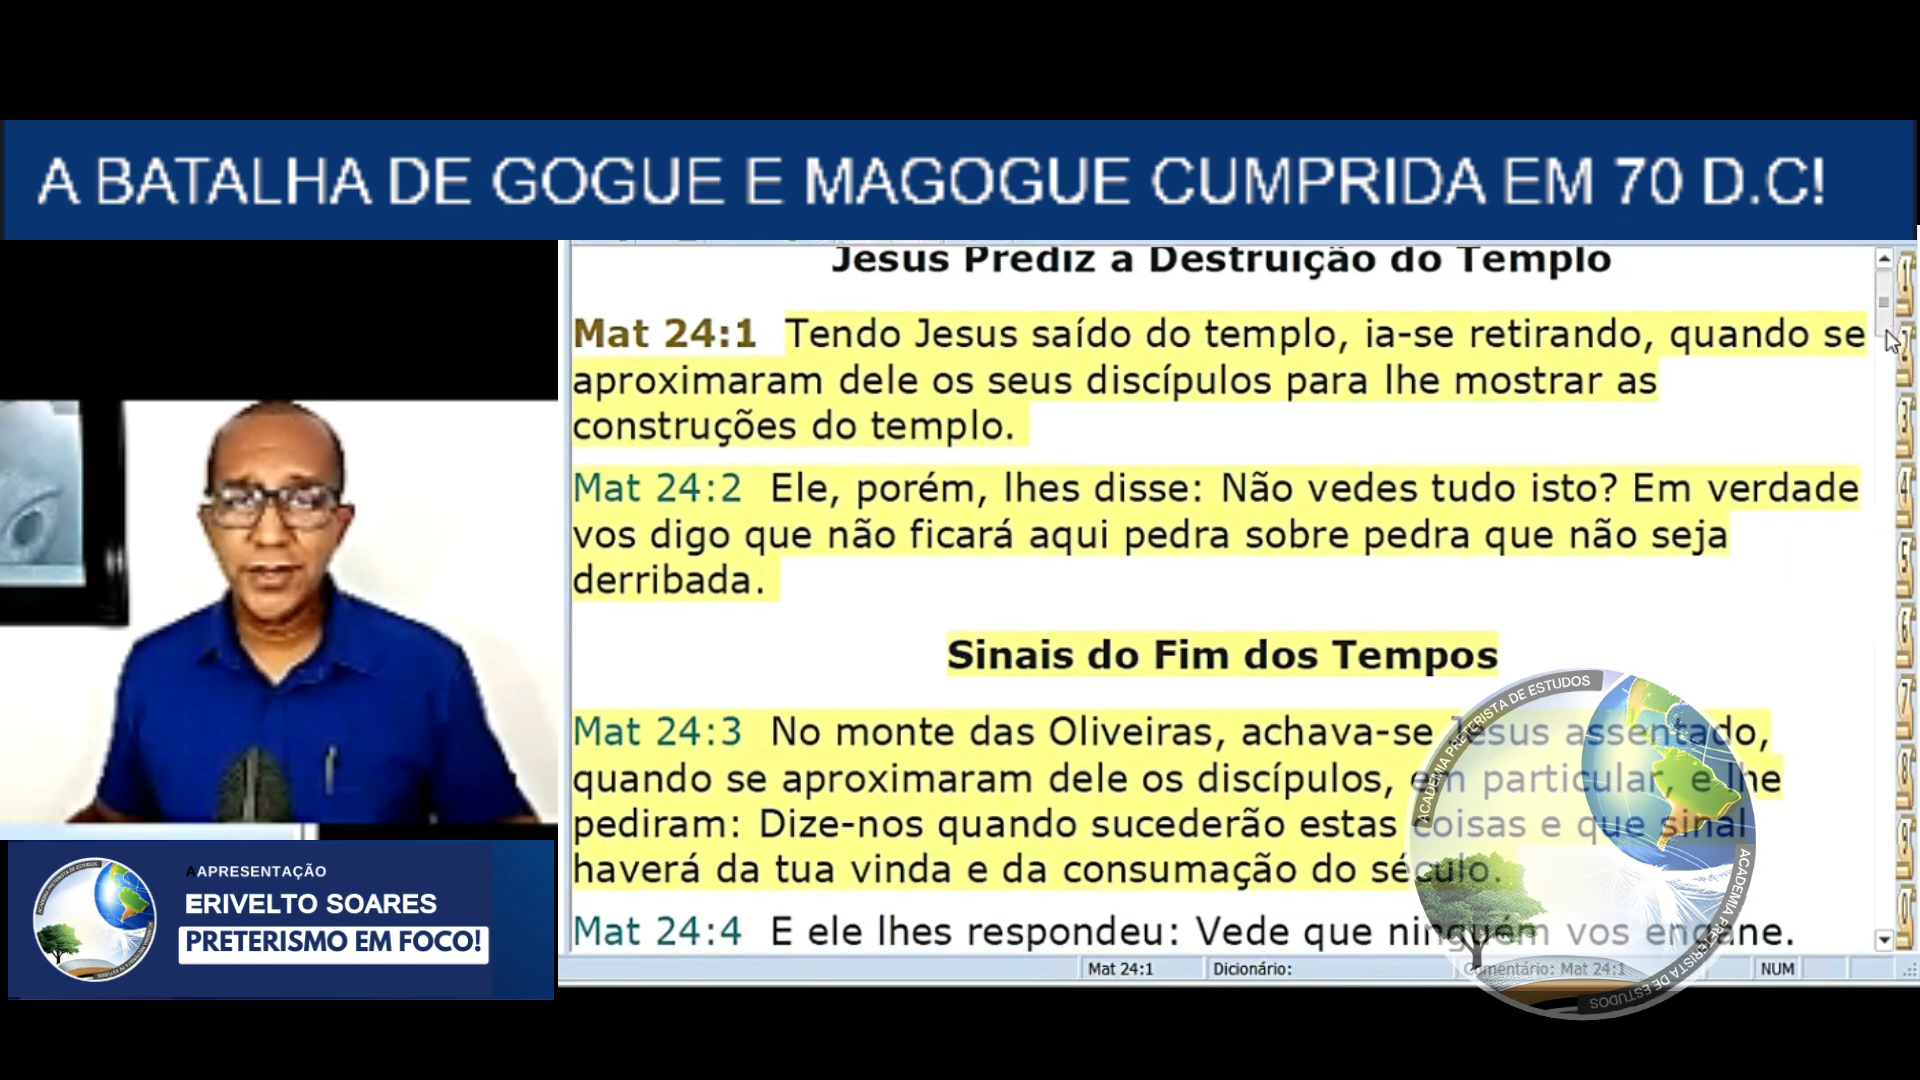 A BATALHA DE GOGUE E MAGOGUE CUMPRIDA EM 70 D.C!
Jesus Prediz a Destruição do Templo
Mat 24:1 Tendo Jesus saído do templo, ia-se retirando, quando se
aproximaram dele os seus discípulos para lhe mostrar as
construções do templo.
Mat 24:2 Ele, porém, lhes disse: Não vedes tudo isto? Em verdade
vos digo que não ficará aqui pedra sobre pedra que não seja
derribada.
Sinais do Fim dos Tempos
Mat 24:3 No monte das Oliveiras, achava-se Jesus assentado,
quando se aproximaram dele os discípulos, em particular, e lhe
pediram: Dize-nos quando sucederão estas coisas e que sinal
haverá da tua vinda e da consumação do século.
Mat 24:4 E ele lhes respondeu: Vede que ninguém vos engane.
Mat 24:1 Dicionário: Comentário: Mat 24:1 NUM
ACADEMIA PRETERISTA DE ESTUDOS
ACADEMIA PRETERISTA DE ESTUDOS
AAPRESENTAÇÃO
ERIVELTO SOARES
PRETERISMO EM FOCO!